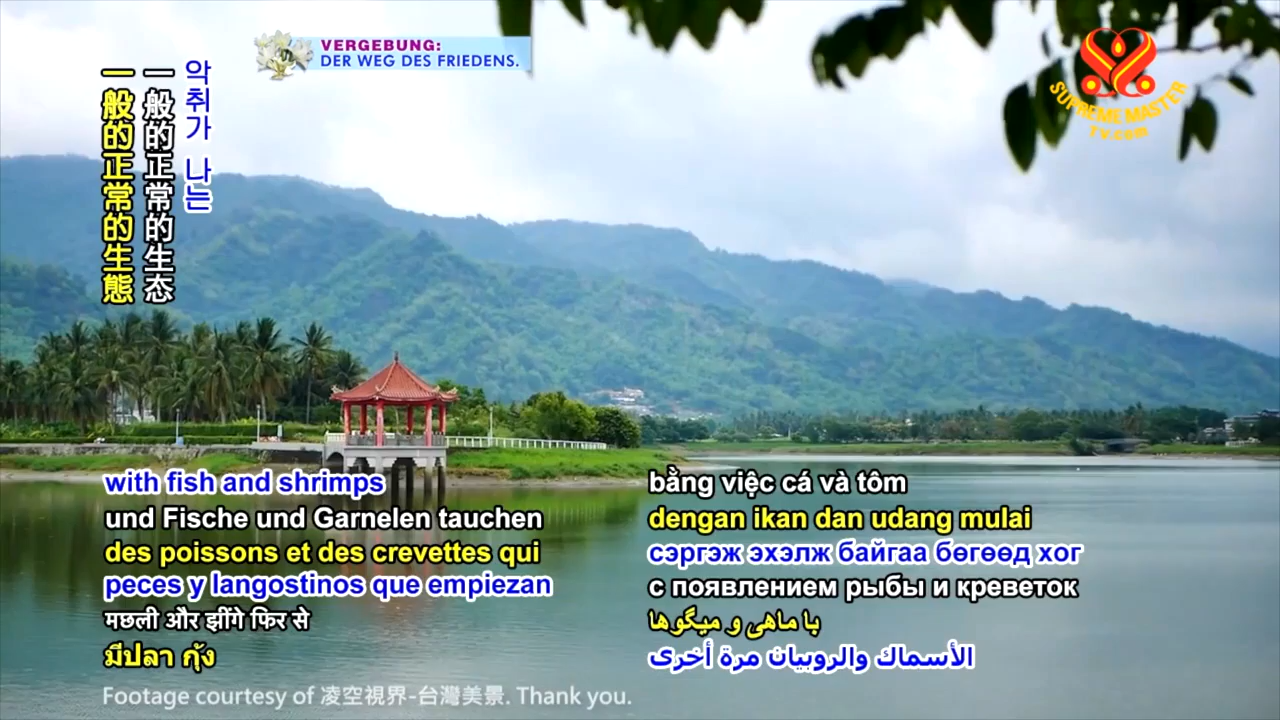 VERGEBUNG:
DER WEG DES FRIEDENS.
SUPREME MASTER
TV.com
악취가 나는
一般的正常的生态
一般的正常的生態
with fish and shrimps
und Fische und Garnelen tauchen
des poissons et des crevettes qui
peces y langostinos que empiezan
मछली और झींगे फिर से
มีปลา กุ้ง
bằng việc cá và tôm
dengan ikan dan udang mulai
сэргэж эхэлж байгаа бөгөөд хог
с появлением рыбы и креветок
با ماهی و میگوها
الأسماك والروبيان مرة أخرى
Footage courtesy of 凌空視界-台灣美景. Thank you.